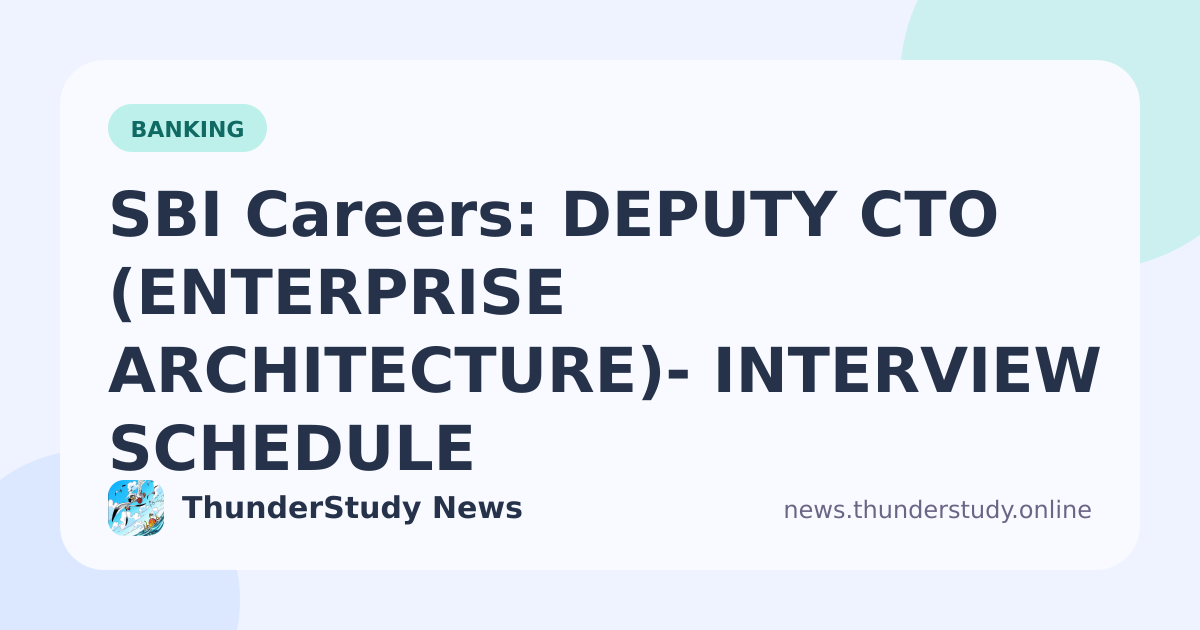 BANKING
SBI Careers: DEPUTY CTO
(ENTERPRISE
ARCHITECTURE)- INTERVIEW
SCHEDULE
ThunderStudy News
news.thunderstudy.online